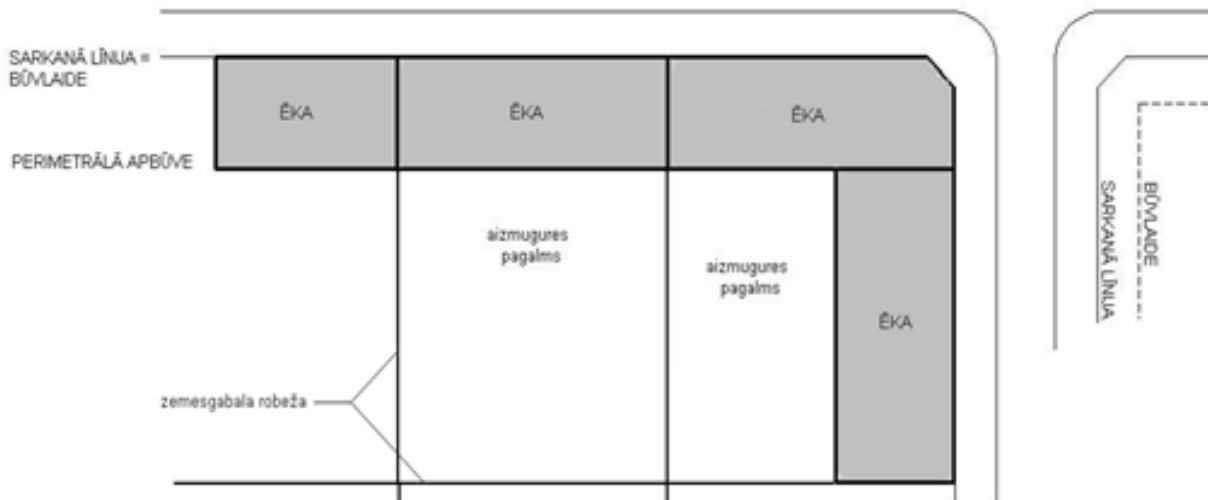 SARKANĀ LĪNIJA =
BŪVLAIDE
ĒKA
ĒKA
ĒKA
PERIMETRĀLĀ APBŪVE
aizmugures
pagalms
aizmugures
pagalms
ĒKA
zemesgabala robeža
SARKANĀ LĪNIJA
BŪVLAIDE